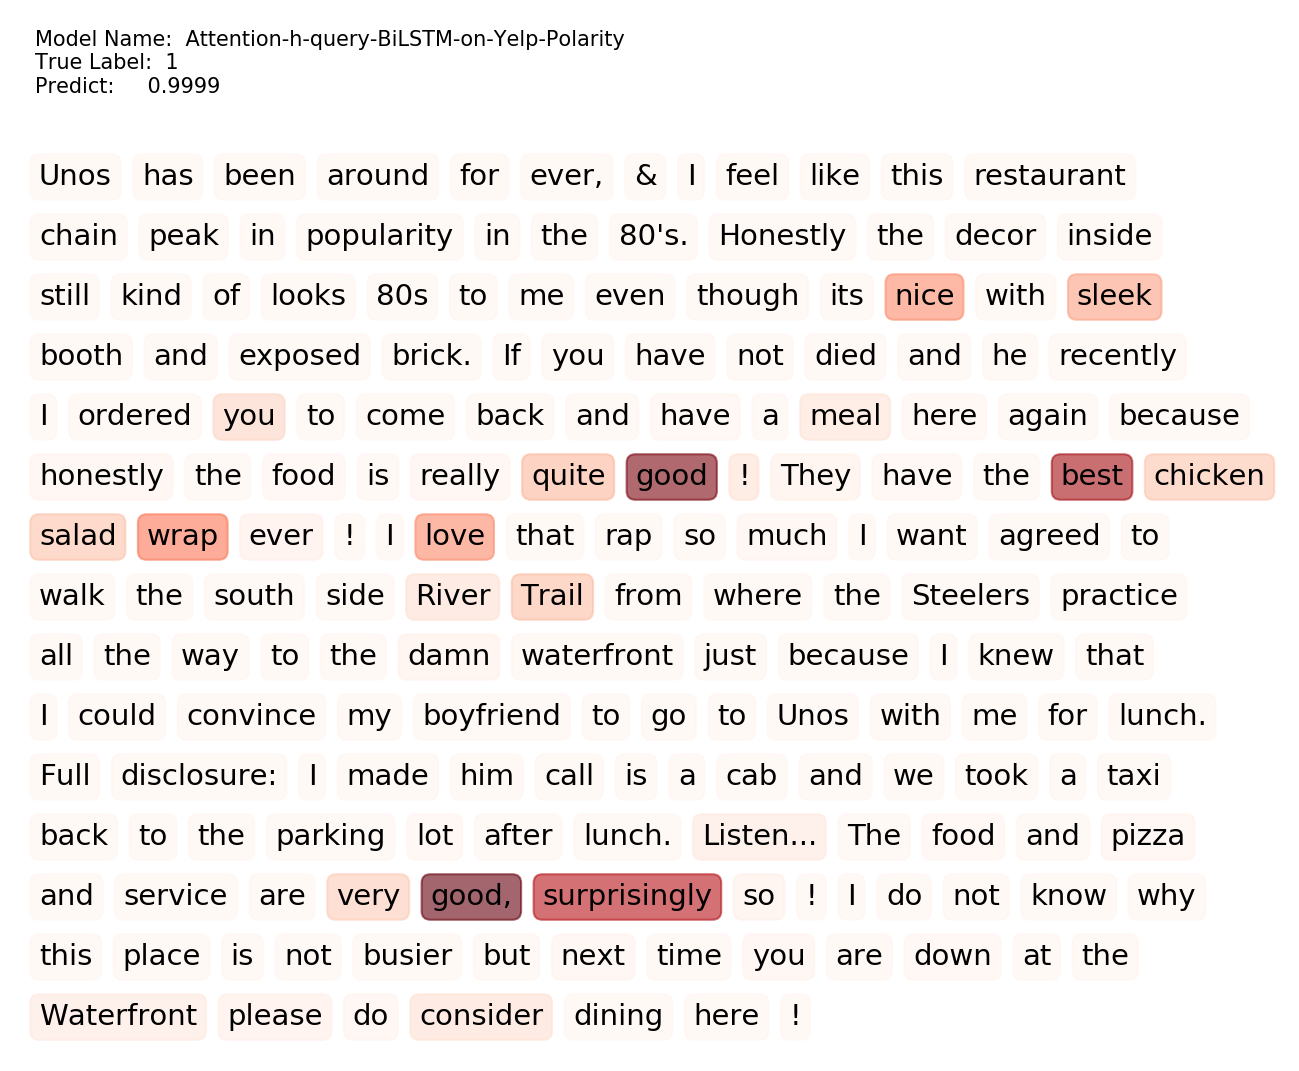 Model Name: Attention-h-query-BiLSTM-on-Yelp-Polarity
True Label: 1
Predict: 0.9999
Unos has been around for ever, & I feel like this restaurant
chain peak in popularity in the 80's. Honestly the decor inside
still kind of looks 80s to me even though its nice with sleek
booth and exposed brick. If you have not died and he recently
I ordered you to come back and have a meal here again because
honestly the food is really quite good ! They have the best chicken
salad wrap ever ! I love that rap so much I want agreed to
walk the south side River Trail from where the Steelers practice
all the way to the damn waterfront just because I knew that
I could convince my boyfriend to go to Unos with me for lunch.
Full disclosure: I made him call is a cab and we took a taxi
back to the parking lot after lunch. Listen... The food and pizza
and service are very good, surprisingly so ! I do not know why
this place is not busier but next time you are down at the
Waterfront please do consider dining here !